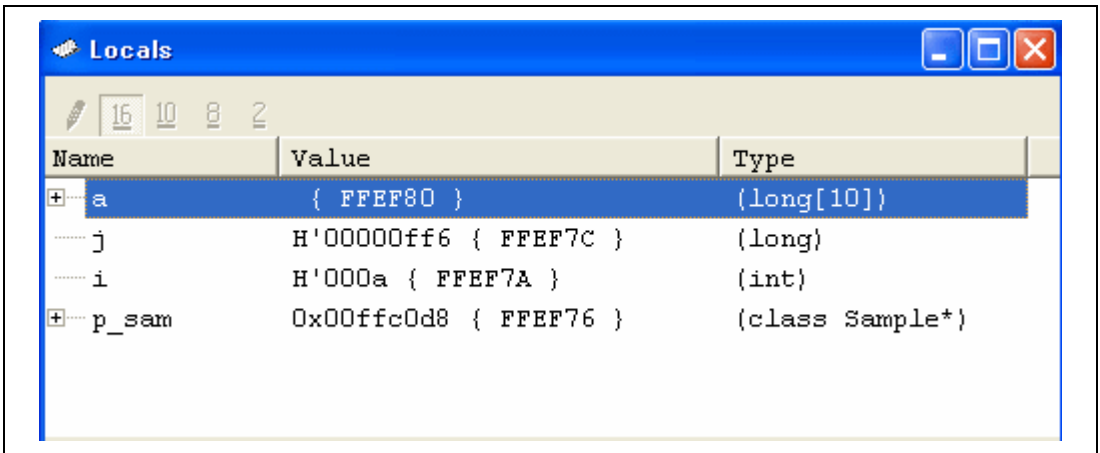 Locals
16 10 8 2
Name Value Type
a { FFEF80 } (long[10])
j H'00000ff6 { FFEF7C } (long)
i H'000a { FFEF7A } (int)
p_sam 0x00ffc0d8 { FFEF76 } (class Sample*)